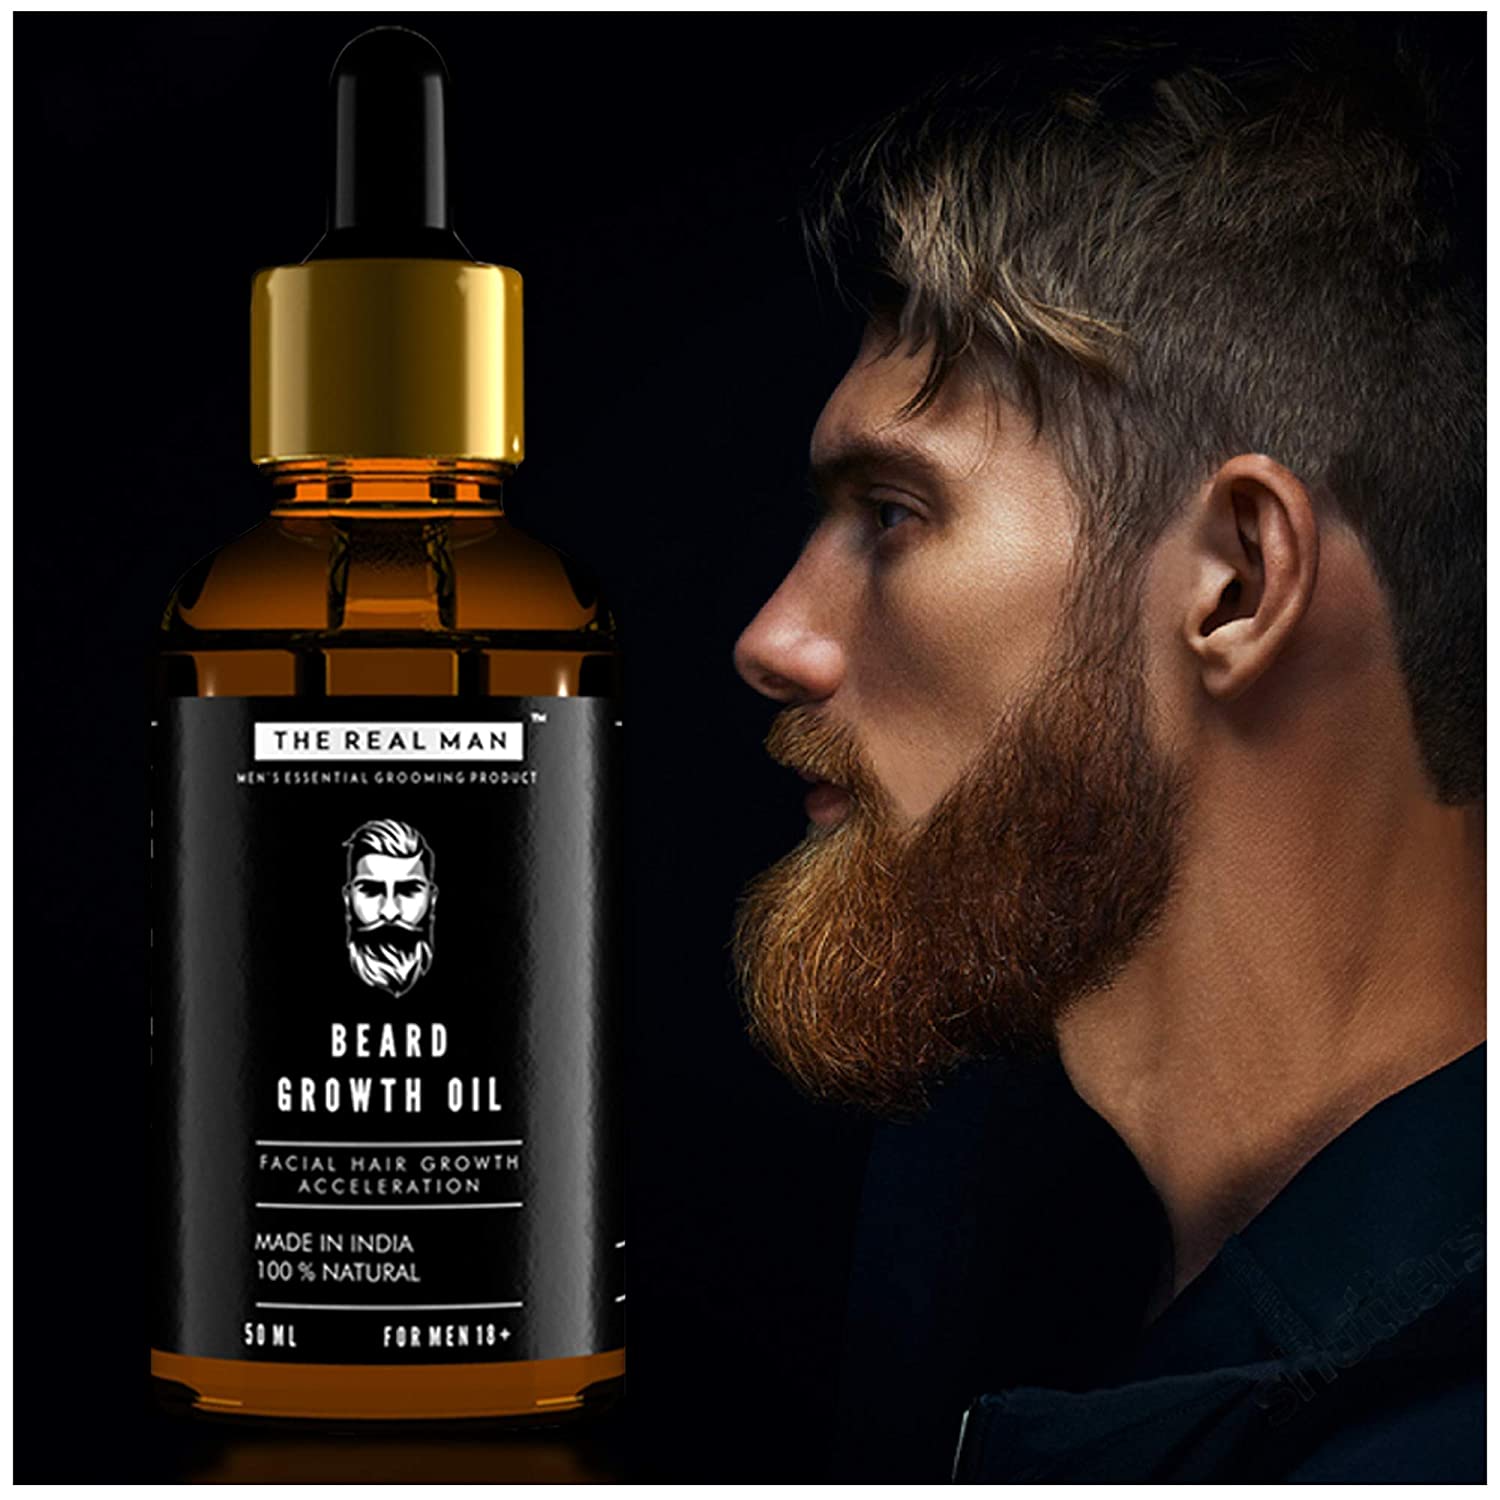 THE REAL MAN ™
MEN'S ESSENTIAL GROOMING PRODUCT
BEARD
GROWTH OIL
FACIAL HAIR GROWTH
ACCELERATION
MADE IN INDIA
100 % NATURAL
50 ML FOR MEN 18+